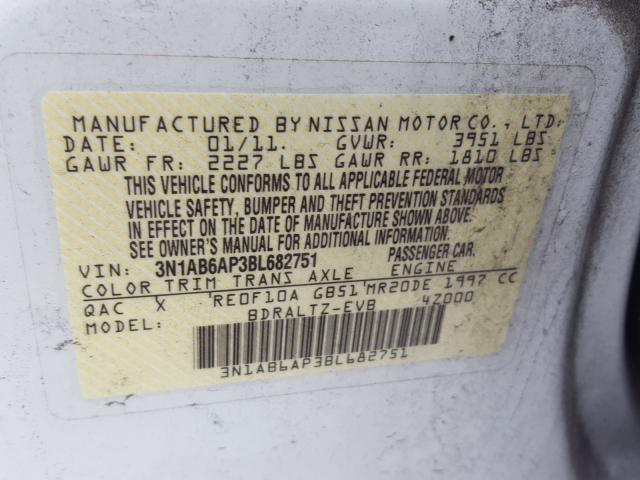 MANUFACTURED BY NISSAN MOTOR CO., LTD.
DATE: 01/11. GVWR: 3951 LBS
GAWR FR: 2227 LBS GAWR RR: 1810 LBS
THIS VEHICLE CONFORMS TO ALL APPLICABLE FEDERAL MOTOR
VEHICLE SAFETY, BUMPER AND THEFT PREVENTION STANDARDS
IN EFFECT ON THE DATE OF MANUFACTURE SHOWN ABOVE.
SEE OWNER'S MANUAL FOR ADDITIONAL INFORMATION.
VIN: 3N1AB6AP3BL682751 PASSENGER CAR.
COLOR TRIM TRANS AXLE ENGINE
QAC X RE0F10A GB51 MR20DE 1997 CC
MODEL: BDRALTZ-EVB 4Z000
3N1AB6AP3BL682751